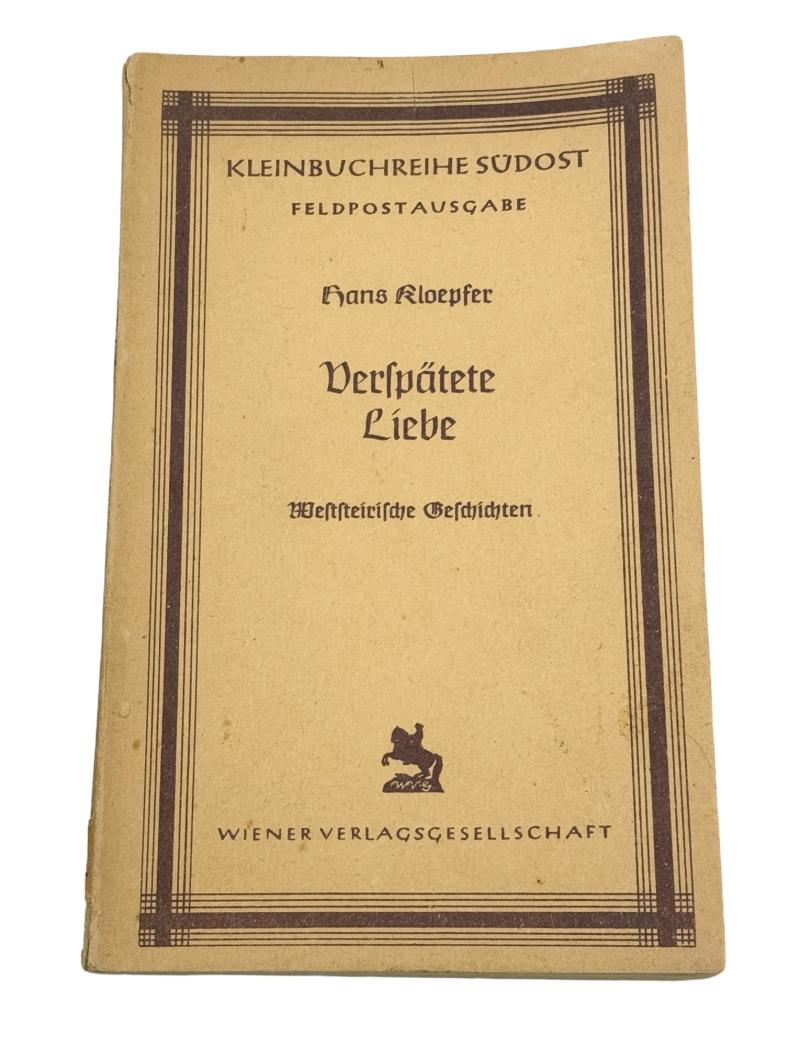 KLEINBUCHREIHE SÜDOST
FELDPOSTAUSGABE
Hans Kloepfer
Verſpätete
Liebe
Weſtſteiriſche Geſchichten
W.V.G
WIENER VERLAGSGESELLSCHAFT